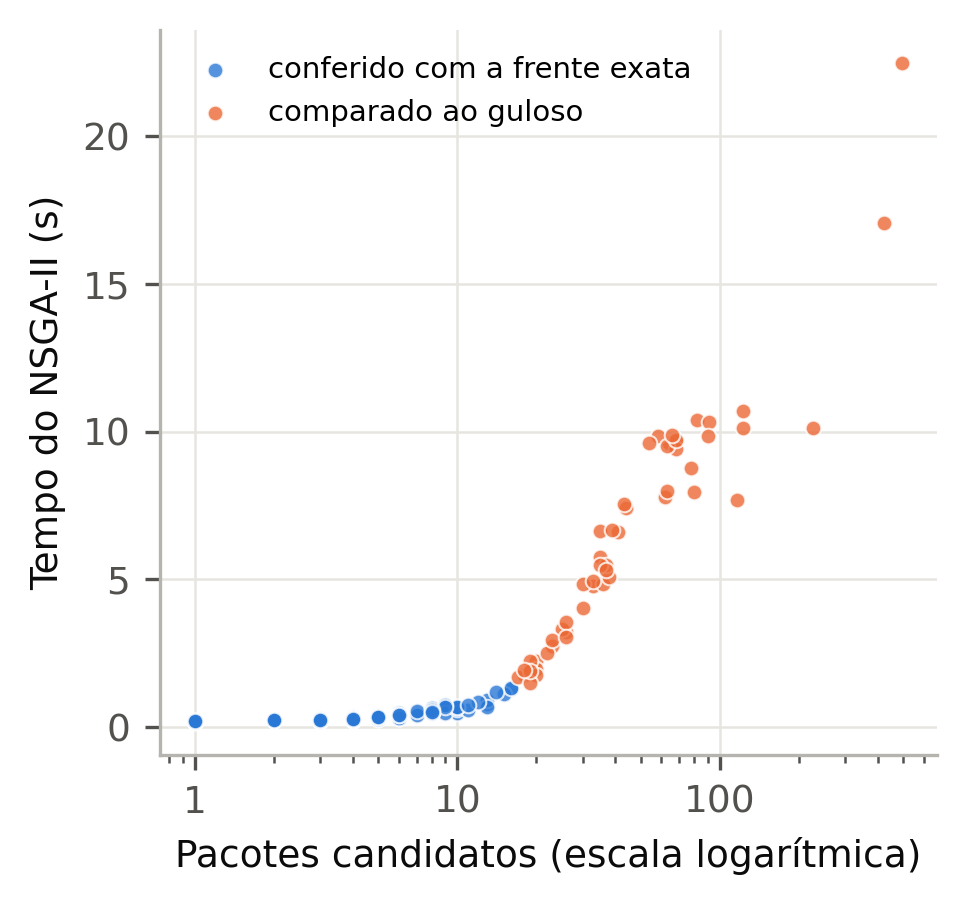 conferido com a frente exata
comparado ao guloso
Tempo do NSGA-II (s)
20
15
10
5
0
1 10 100
Pacotes candidatos (escala logarítmica)